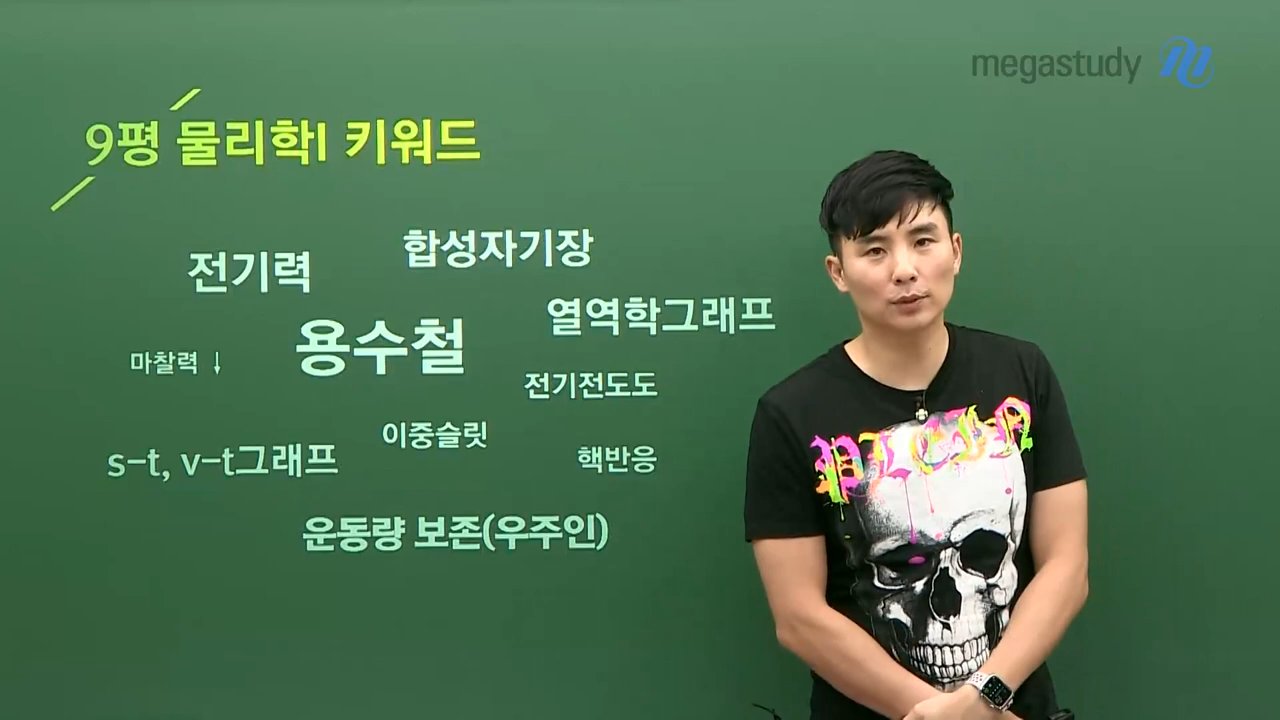 megastudy
9평 물리학I 키워드
전기력
합성자기장
열역학그래프
용수철
마찰력 ↓
전기전도도
이중슬릿
s-t, v-t그래프
핵반응
운동량 보존(우주인)
PLEIN